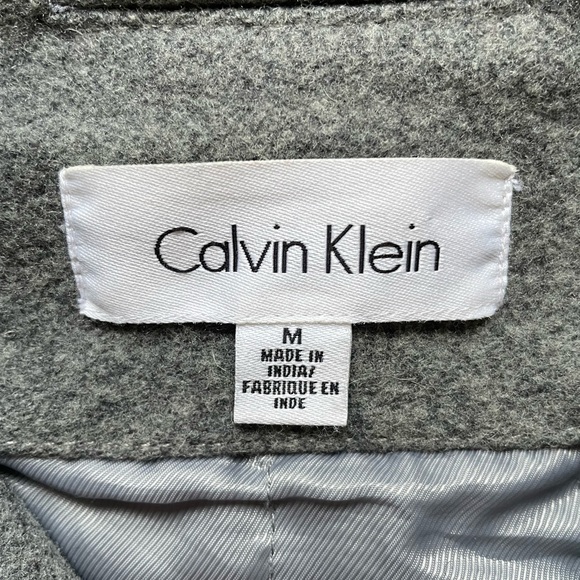 Calvin Klein
M
MADE IN
INDIA/
FABRIQUE EN
INDE